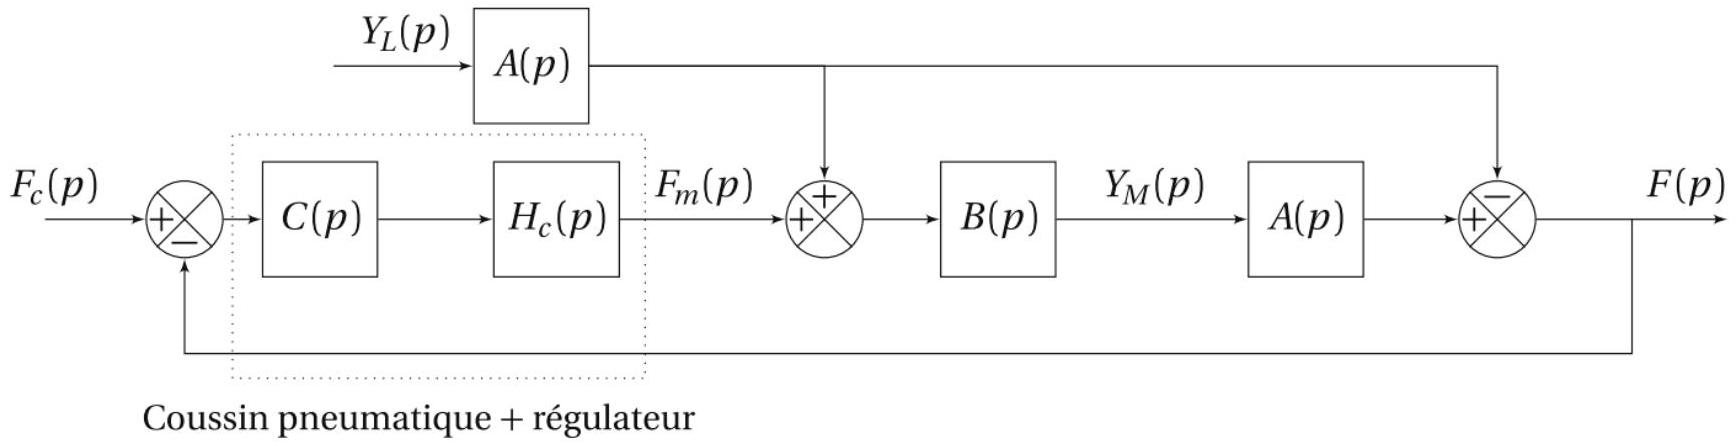 Y_L(p)
A(p)
F_c(p)
+
−
C(p)
H_c(p)
F_m(p)
+
+
B(p)
Y_M(p)
A(p)
−
+
F(p)
Coussin pneumatique + régulateur